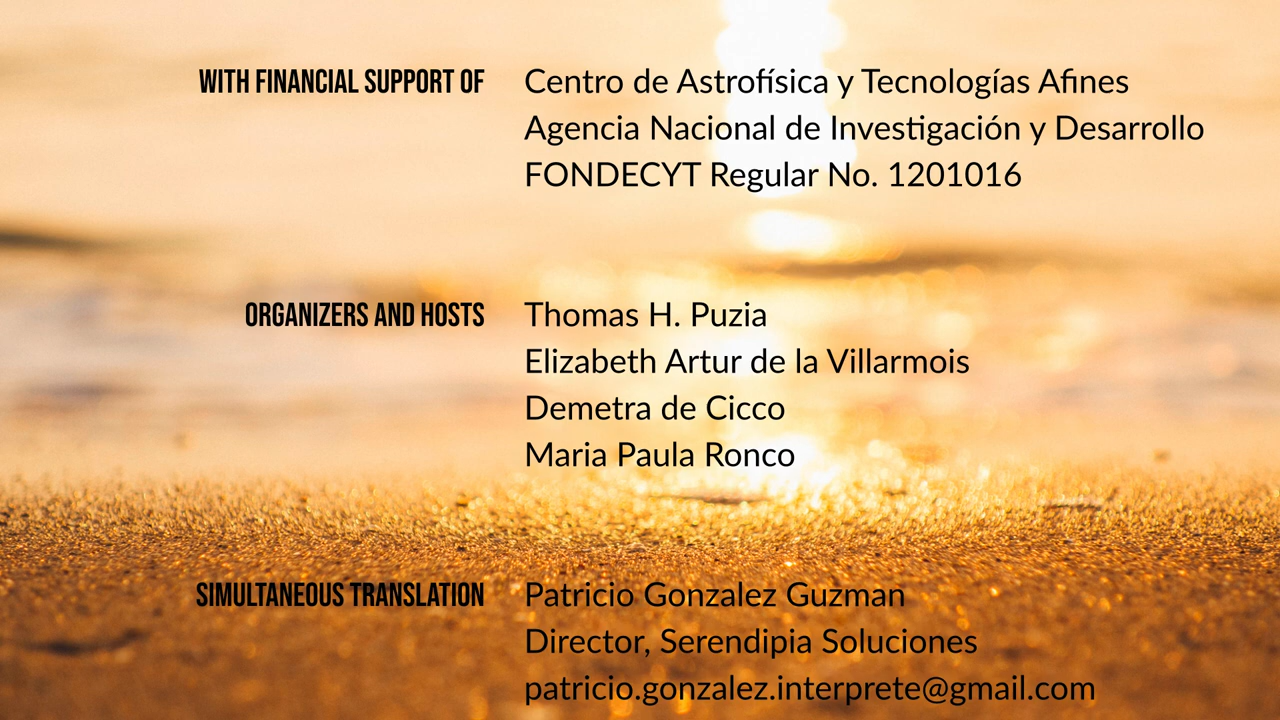 WITH FINANCIAL SUPPORT OF Centro de Astrofísica y Tecnologías Afines
Agencia Nacional de Investigación y Desarrollo
FONDECYT Regular No. 1201016
ORGANIZERS AND HOSTS Thomas H. Puzia
Elizabeth Artur de la Villarmois
Demetra de Cicco
Maria Paula Ronco
SIMULTANEOUS TRANSLATION Patricio Gonzalez Guzman
Director, Serendipia Soluciones
patricio.gonzalez.interprete@gmail.com